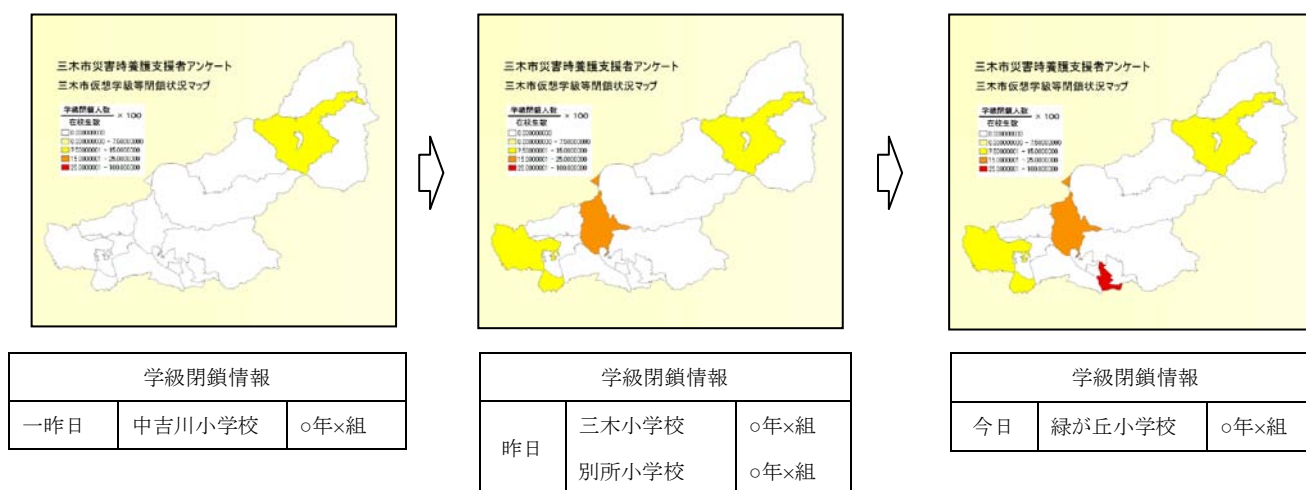 三木市災害時養護支援者アンケート
三木市仮想学級等閉鎖状況マップ
学級閉鎖人数
在校生数
× 100
三木市災害時養護支援者アンケート
三木市仮想学級等閉鎖状況マップ
学級閉鎖人数
在校生数
× 100
三木市災害時養護支援者アンケート
三木市仮想学級等閉鎖状況マップ
学級閉鎖人数
在校生数
× 100
学級閉鎖情報
一昨日 中吉川小学校 ○年×組
学級閉鎖情報
昨日
三木小学校 ○年×組
別所小学校 ○年×組
学級閉鎖情報
今日 緑が丘小学校 ○年×組